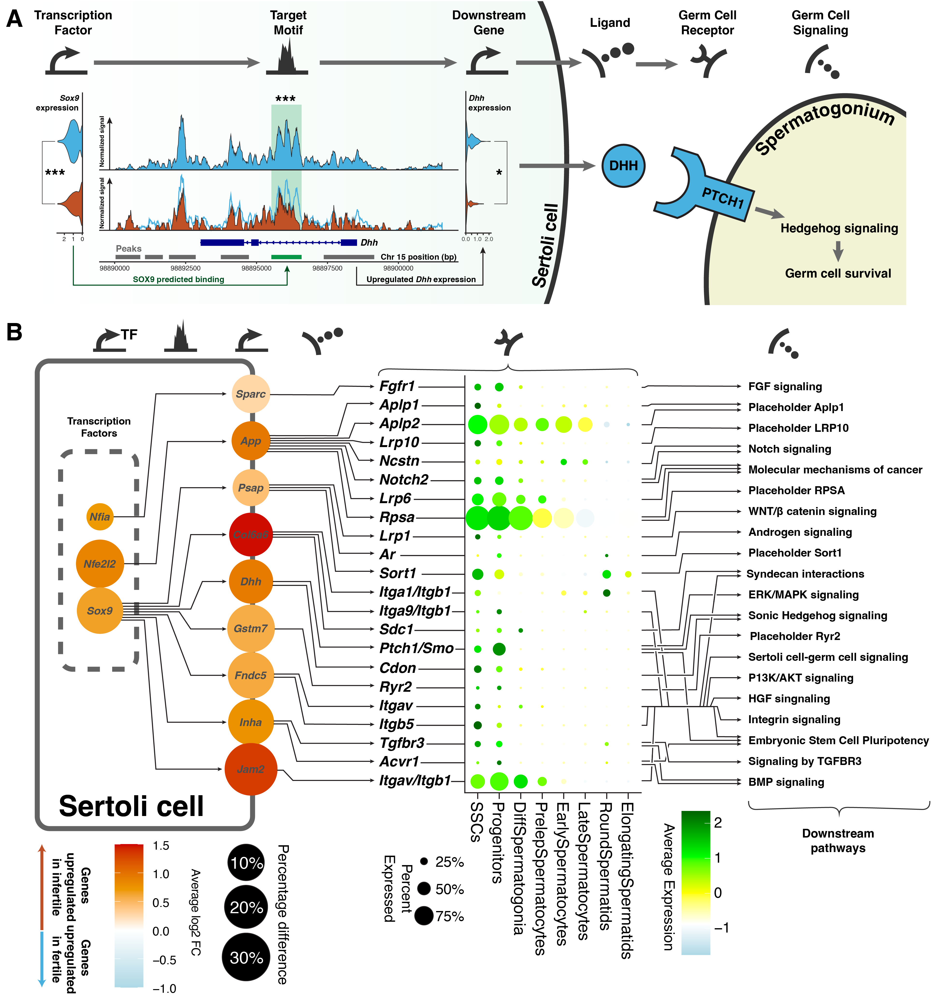 A
Transcription
Factor
Target
Motif
Downstream
Gene
Ligand
Germ Cell
Receptor
Germ Cell
Signaling
Sox9
expression
***
Normalized signal
Normalized signal
***
2 1 0
Dhh
expression
*
0.0 1.0 2.0
Dhh
Peaks
Chr 15 position (bp)
98890000 98892500 98895000 98897500 98900000
SOX9 predicted binding
Upregulated Dhh expression
Sertoli cell
DHH
PTCH1
Spermatogonium
Hedgehog signaling
Germ cell survival
B
TF
Transcription
Factors
Nfia
Nfe2l2
Sox9
Sparc
App
Psap
Col6a6
Dhh
Gstm7
Fndc5
Inha
Jam2
Sertoli cell
Fgfr1
Aplp1
Aplp2
Lrp10
Ncstn
Notch2
Lrp6
Rpsa
Lrp1
Ar
Sort1
Itga1/Itgb1
Itga9/Itgb1
Sdc1
Ptch1/Smo
Cdon
Ryr2
Itgav
Itgb5
Tgfbr3
Acvr1
Itgav/Itgb1
SSCs
Progenitors
DiffSpermatogonia
PrelepSpermatocytes
EarlySpermatocytes
LateSpermatocytes
RoundSpermatids
ElongatingSpermatids
FGF signaling
Placeholder Aplp1
Placeholder LRP10
Notch signaling
Molecular mechanisms of cancer
Placeholder RPSA
WNT/β catenin signaling
Androgen signaling
Placeholder Sort1
Syndecan interactions
ERK/MAPK signaling
Sonic Hedgehog signaling
Placeholder Ryr2
Sertoli cell-germ cell signaling
P13K/AKT signaling
HGF singnaling
Integrin signaling
Embryonic Stem Cell Pluripotency
Signaling by TGFBR3
BMP signaling
Downstream
pathways
Genes
upregulated
in infertile
Genes
upregulated
in fertile
1.5
1.0
0.5
0.0
−0.5
−1.0
Average log2 FC
10%
20%
30%
Percentage difference
Percent
Expressed
25%
50%
75%
Average Expression
2
1
0
−1